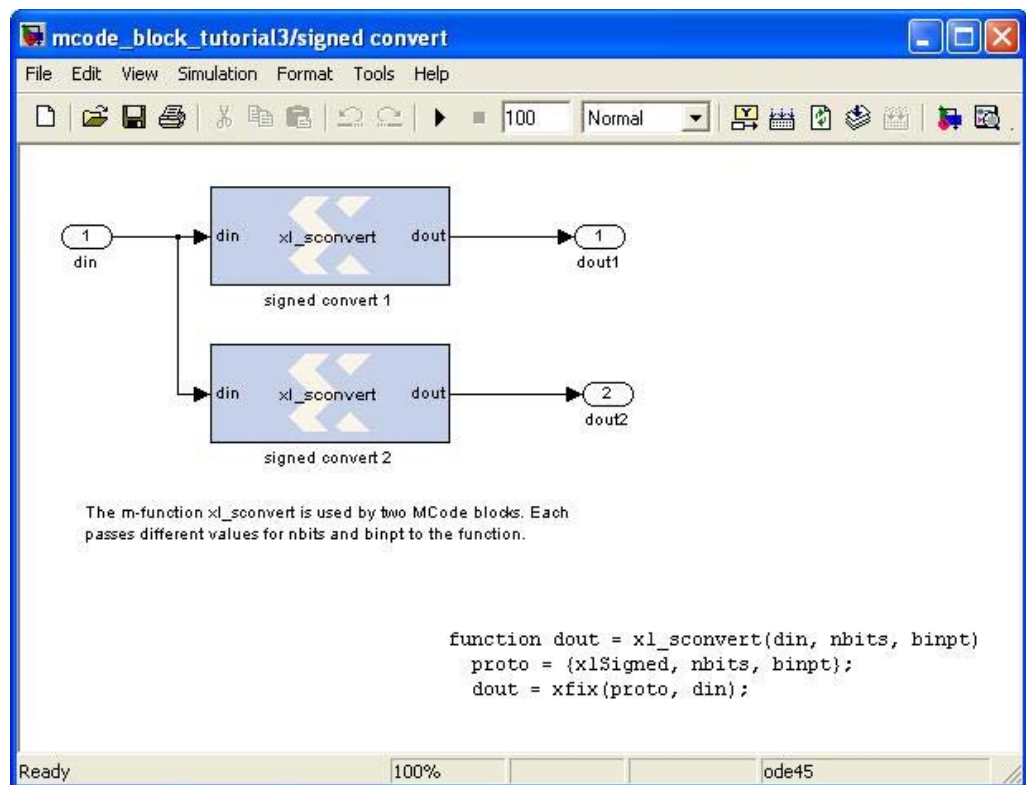 mcode_block_tutorial3/signed convert
File Edit View Simulation Format Tools Help
100 Normal
1
din
din xl_sconvert dout
signed convert 1
1
dout1
din xl_sconvert dout
signed convert 2
2
dout2
The m-function xl_sconvert is used by two MCode blocks. Each
passes different values for nbits and binpt to the function.
function dout = xl_sconvert(din, nbits, binpt)
proto = {xlSigned, nbits, binpt};
dout = xfix(proto, din);
Ready 100% ode45